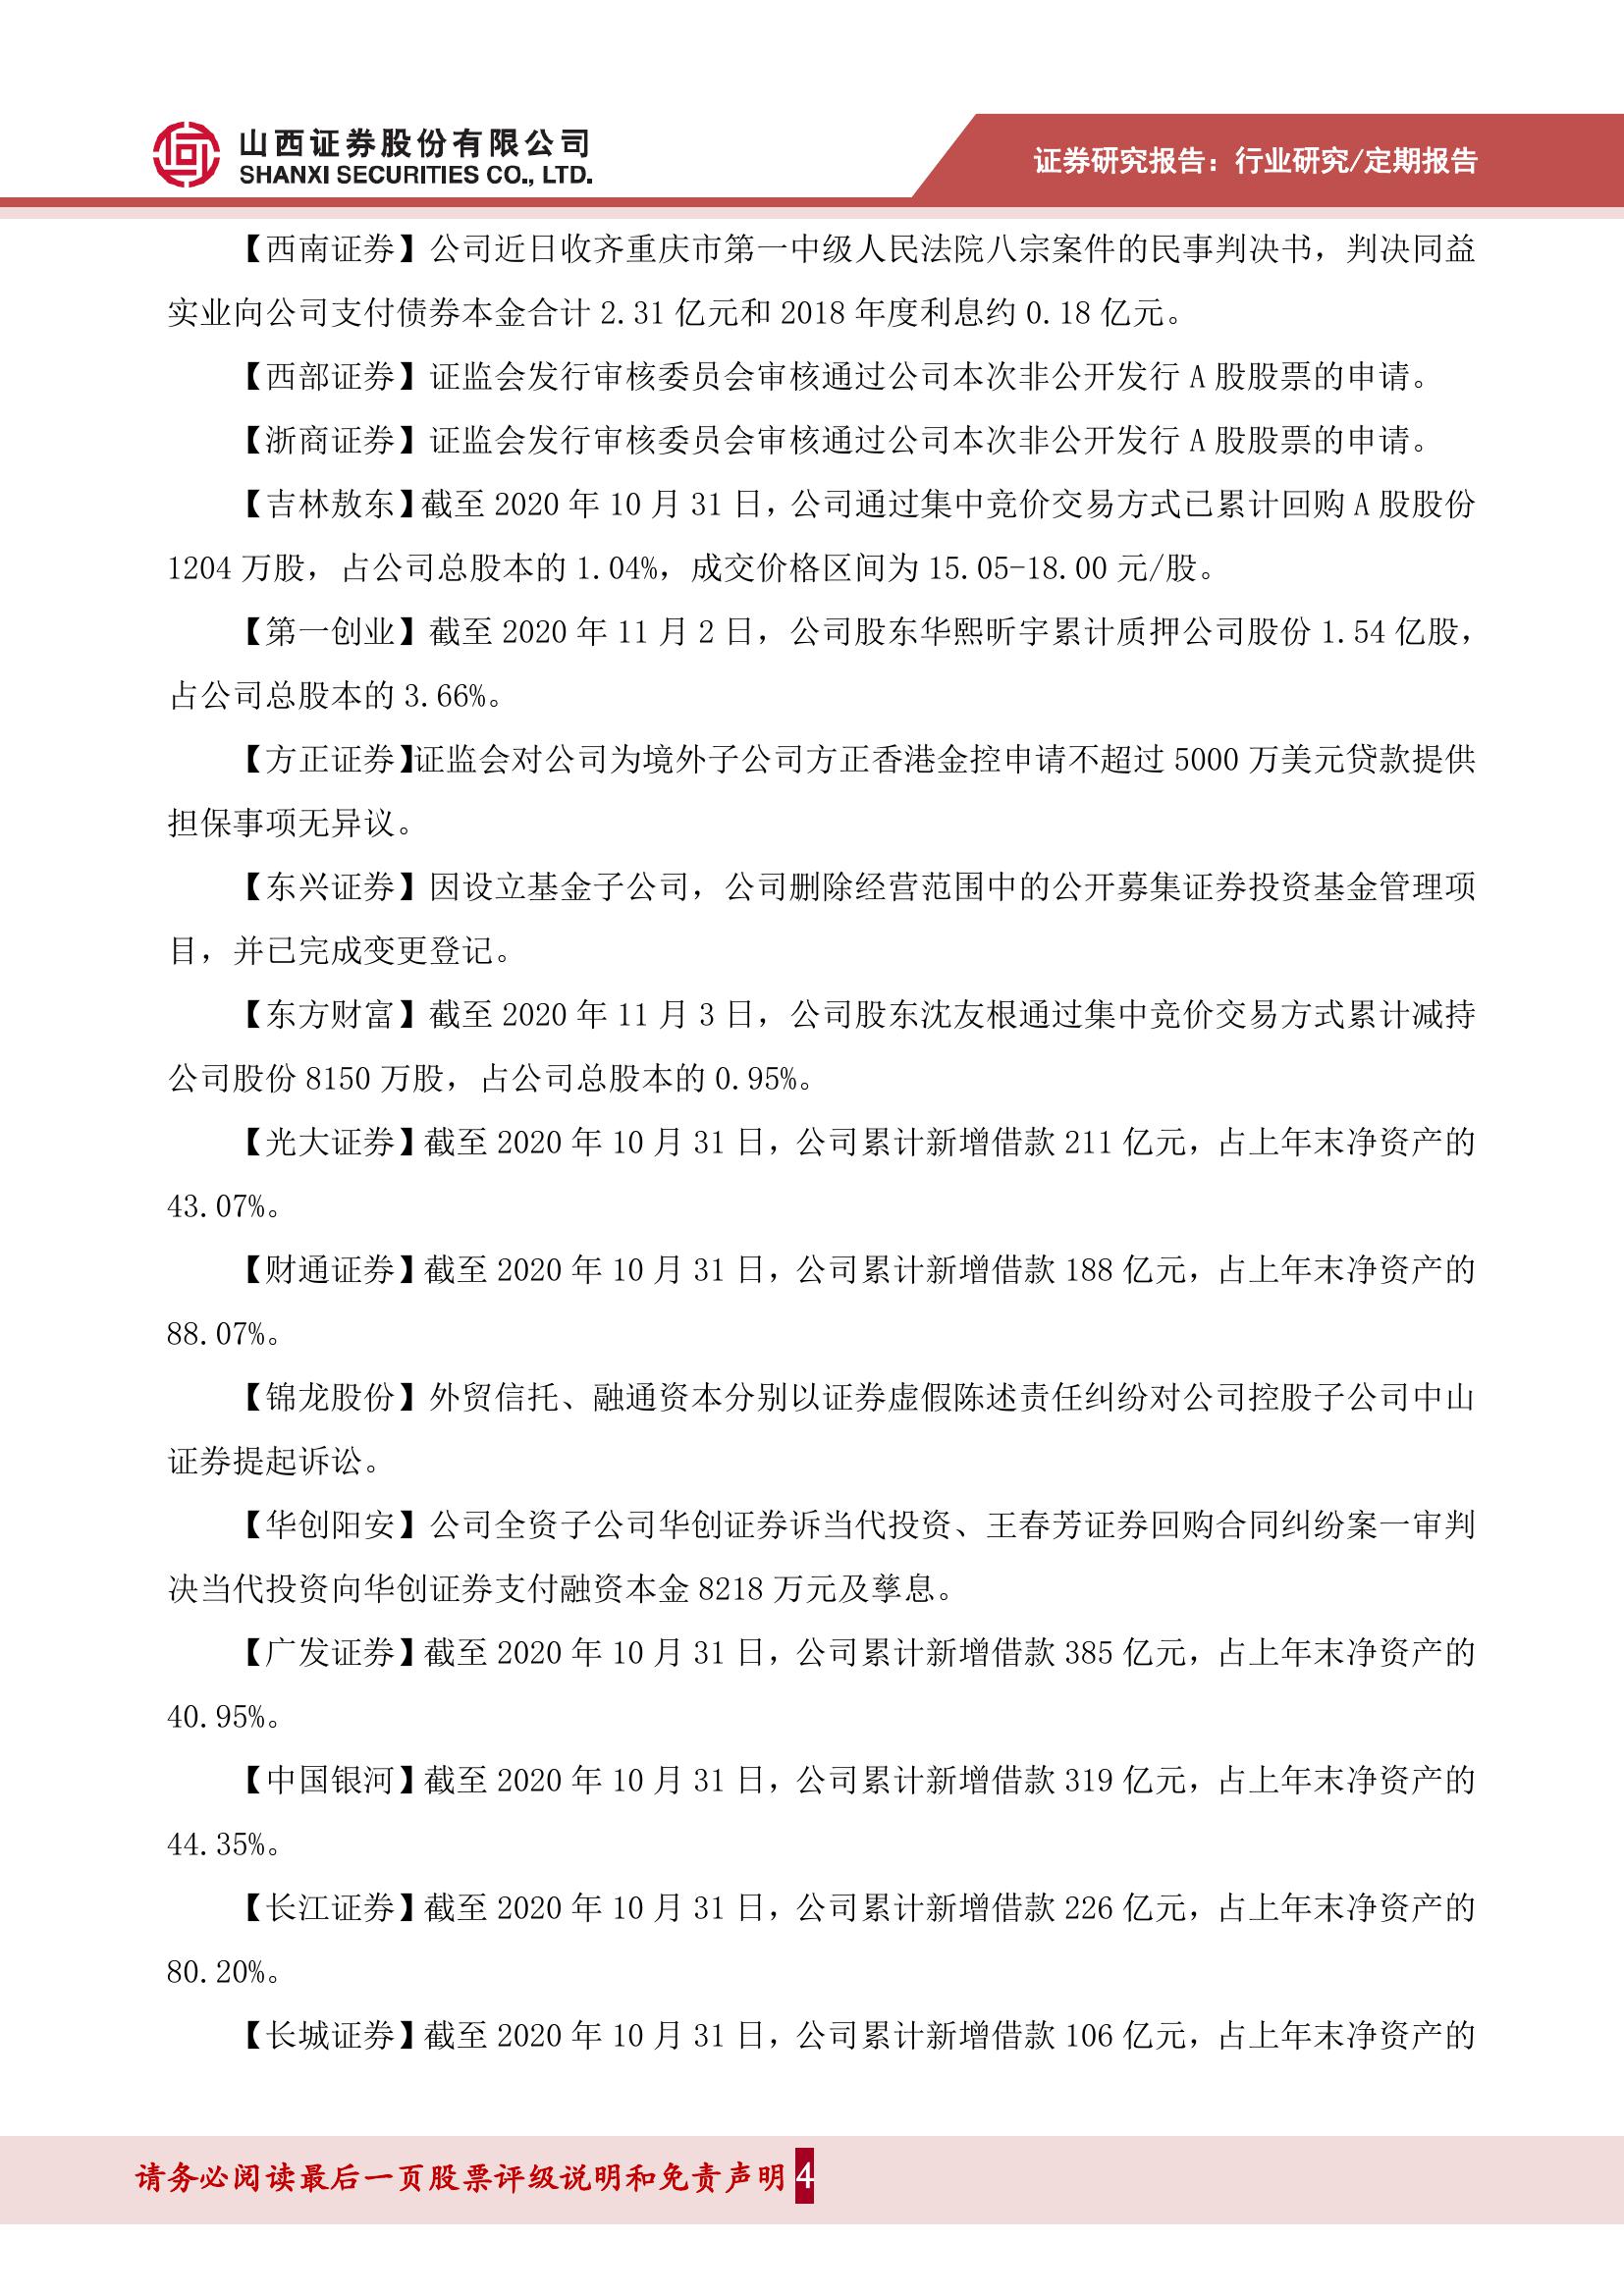 山西证券股份有限公司
SHANXI SECURITIES CO., LTD.
证券研究报告：行业研究/定期报告
【西南证券】公司近日收齐重庆市第一中级人民法院八宗案件的民事判决书，判决同益
实业向公司支付债券本金合计 2.31 亿元和 2018 年度利息约 0.18 亿元。
【西部证券】证监会发行审核委员会审核通过公司本次非公开发行 A 股股票的申请。
【浙商证券】证监会发行审核委员会审核通过公司本次非公开发行 A 股股票的申请。
【吉林敖东】截至 2020 年 10 月 31 日，公司通过集中竞价交易方式已累计回购 A 股股份
1204 万股，占公司总股本的 1.04%，成交价格区间为 15.05-18.00 元/股。
【第一创业】截至 2020 年 11 月 2 日，公司股东华熙昕宇累计质押公司股份 1.54 亿股，
占公司总股本的 3.66%。
【方正证券】证监会对公司为境外子公司方正香港金控申请不超过 5000 万美元贷款提供
担保事项无异议。
【东兴证券】因设立基金子公司，公司删除经营范围中的公开募集证券投资基金管理项
目，并已完成变更登记。
【东方财富】截至 2020 年 11 月 3 日，公司股东沈友根通过集中竞价交易方式累计减持
公司股份 8150 万股，占公司总股本的 0.95%。
【光大证券】截至 2020 年 10 月 31 日，公司累计新增借款 211 亿元，占上年末净资产的
43.07%。
【财通证券】截至 2020 年 10 月 31 日，公司累计新增借款 188 亿元，占上年末净资产的
88.07%。
【锦龙股份】外贸信托、融通资本分别以证券虚假陈述责任纠纷对公司控股子公司中山
证券提起诉讼。
【华创阳安】公司全资子公司华创证券诉当代投资、王春芳证券回购合同纠纷案一审判
决当代投资向华创证券支付融资本金 8218 万元及孳息。
【广发证券】截至 2020 年 10 月 31 日，公司累计新增借款 385 亿元，占上年末净资产的
40.95%。
【中国银河】截至 2020 年 10 月 31 日，公司累计新增借款 319 亿元，占上年末净资产的
44.35%。
【长江证券】截至 2020 年 10 月 31 日，公司累计新增借款 226 亿元，占上年末净资产的
80.20%。
【长城证券】截至 2020 年 10 月 31 日，公司累计新增借款 106 亿元，占上年末净资产的
请务必阅读最后一页股票评级说明和免责声明 4